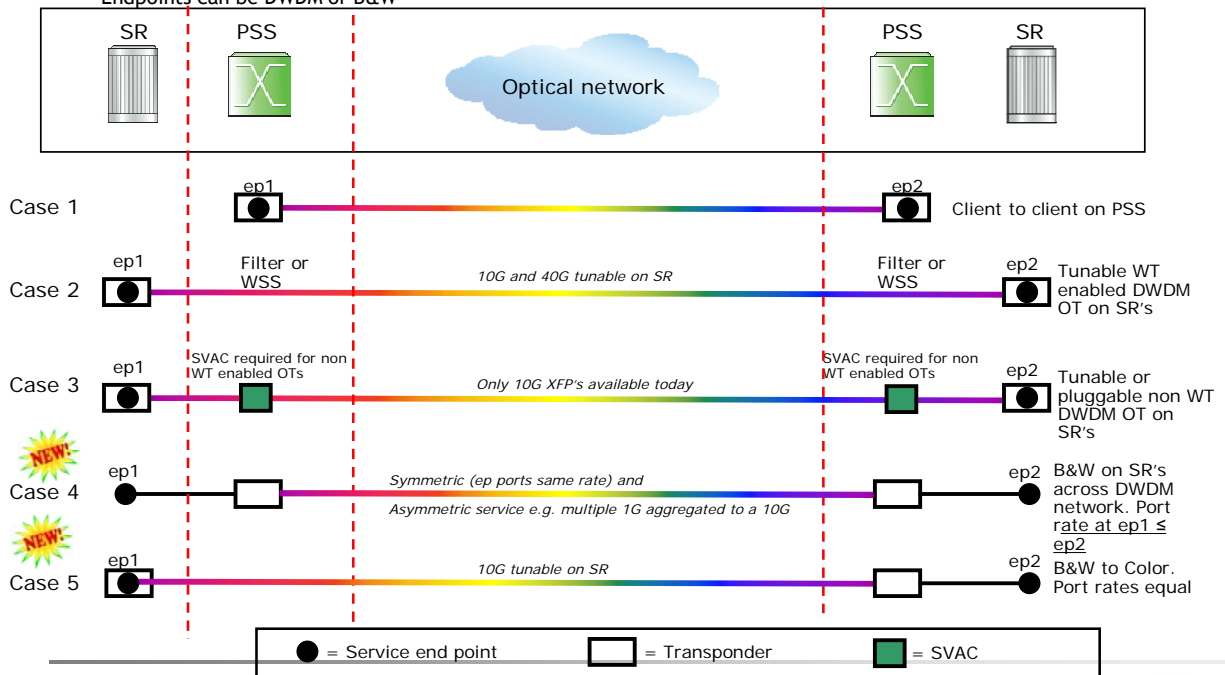 Endpoints can be DWDM or B&W
SR
PSS
Optical network
PSS
SR
Case 1
ep1
ep2
Client to client on PSS
Case 2
ep1
Filter or
WSS
10G and 40G tunable on SR
Filter or
WSS
ep2
Tunable WT
enabled DWDM
OT on SR's
Case 3
ep1
SVAC required for non
WT enabled OTs
Only 10G XFP's available today
SVAC required for non
WT enabled OTs
ep2
Tunable or
pluggable non WT
DWDM OT on
SR's
NEW!
Case 4
ep1
Symmetric (ep ports same rate) and
Asymmetric service e.g. multiple 1G aggregated to a 10G
ep2
B&W on SR's
across DWDM
network. Port
rate at ep1 ≤
ep2
NEW!
Case 5
ep1
10G tunable on SR
ep2
B&W to Color.
Port rates equal
= Service end point
= Transponder
= SVAC